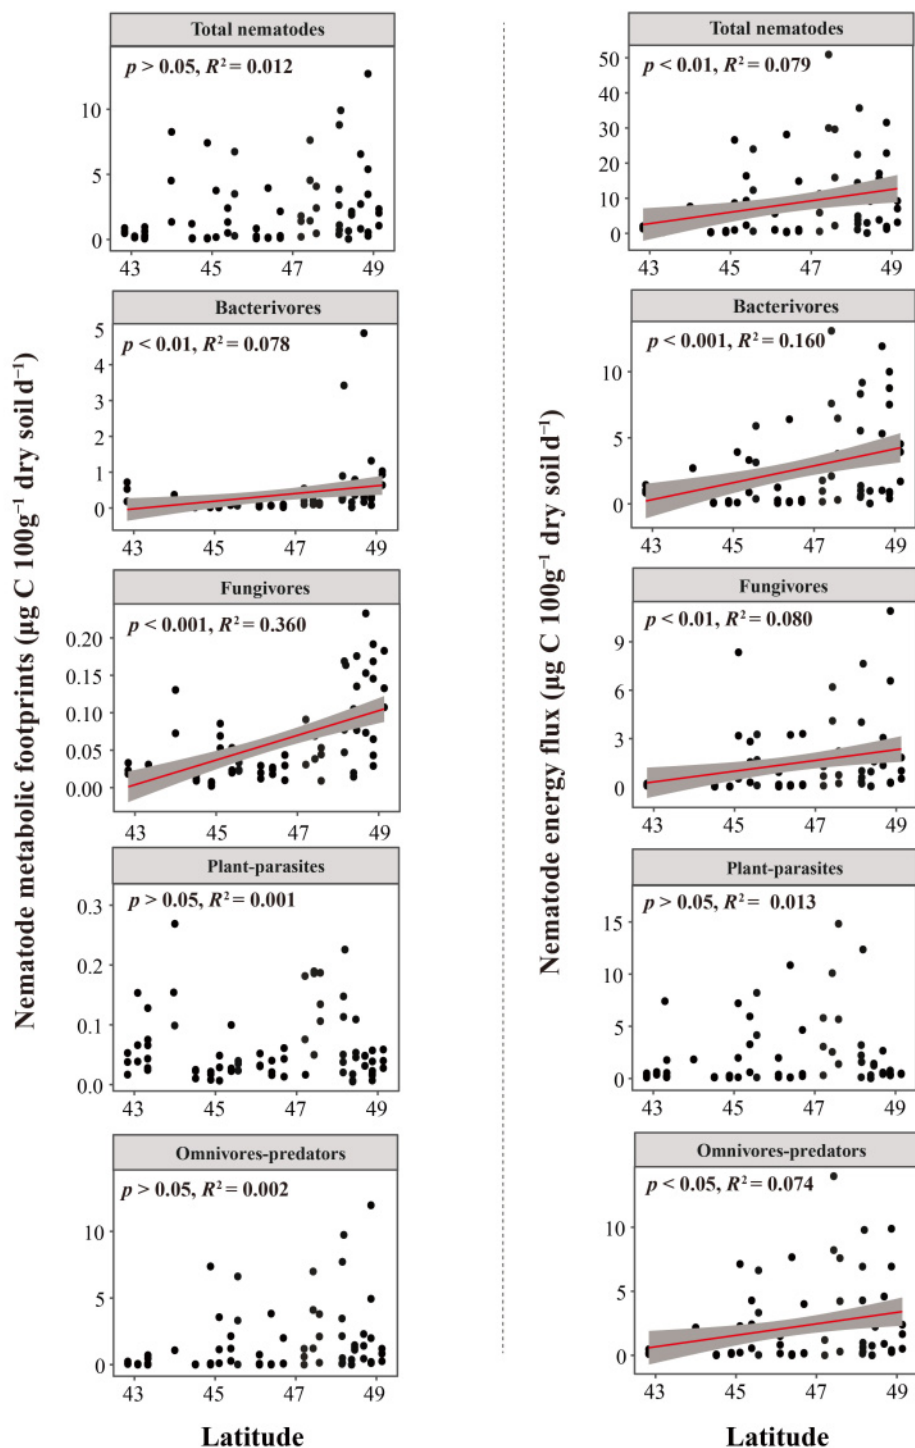 Nematode metabolic footprints (µg C 100g⁻¹ dry soil d⁻¹)
Total nematodes
p > 0.05, R² = 0.012
10
5
0
43 45 47 49
Bacterivores
p < 0.01, R² = 0.078
5
4
3
2
1
0
43 45 47 49
Fungivores
p < 0.001, R² = 0.360
0.20
0.15
0.10
0.05
0.00
43 45 47 49
Plant-parasites
p > 0.05, R² = 0.001
0.3
0.2
0.1
0.0
43 45 47 49
Omnivores-predators
p > 0.05, R² = 0.002
10
5
0
43 45 47 49
Latitude
Nematode energy flux (µg C 100g⁻¹ dry soil d⁻¹)
Total nematodes
p < 0.01, R² = 0.079
50
40
30
20
10
0
43 45 47 49
Bacterivores
p < 0.001, R² = 0.160
10
5
0
43 45 47 49
Fungivores
p < 0.01, R² = 0.080
9
6
3
0
43 45 47 49
Plant-parasites
p > 0.05, R² = 0.013
15
10
5
0
43 45 47 49
Omnivores-predators
p < 0.05, R² = 0.074
10
5
0
43 45 47 49
Latitude